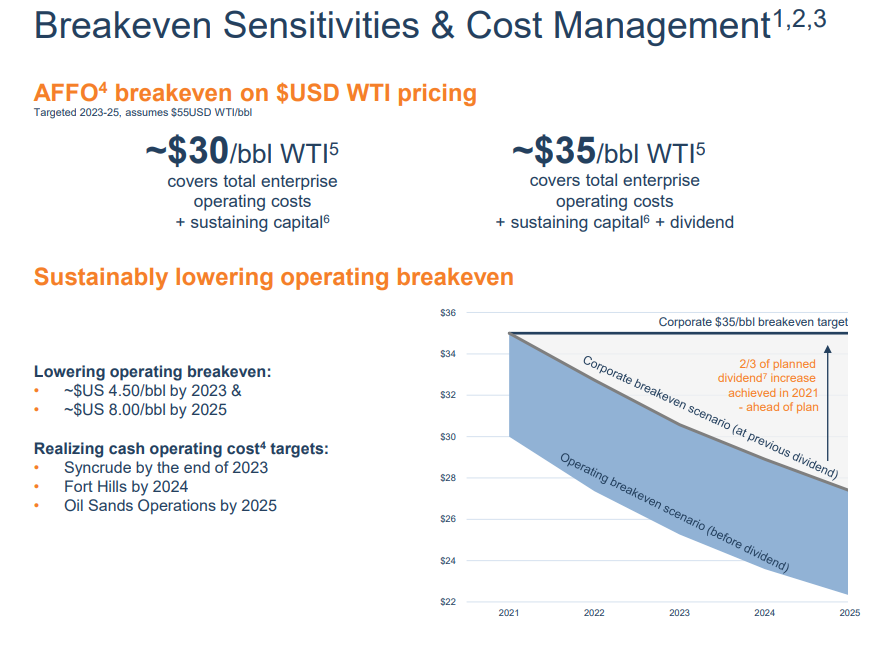 Breakeven Sensitivities & Cost Management1,2,3
AFFO4 breakeven on $USD WTI pricing
Targeted 2023-25, assumes $55USD WTI/bbl
~$30/bbl WTI5
covers total enterprise
operating costs
+ sustaining capital6
~$35/bbl WTI5
covers total enterprise
operating costs
+ sustaining capital6 + dividend
Sustainably lowering operating breakeven
Lowering operating breakeven:
• ~$US 4.50/bbl by 2023 &
• ~$US 8.00/bbl by 2025
Realizing cash operating cost4 targets:
• Syncrude by the end of 2023
• Fort Hills by 2024
• Oil Sands Operations by 2025
$36
$34
$32
$30
$28
$26
$24
$22
Corporate $35/bbl breakeven target
2/3 of planned
dividend7 increase
achieved in 2021
- ahead of plan
Corporate breakeven scenario (at previous dividend)
Operating breakeven scenario (before dividend)
2021
2022
2023
2024
2025